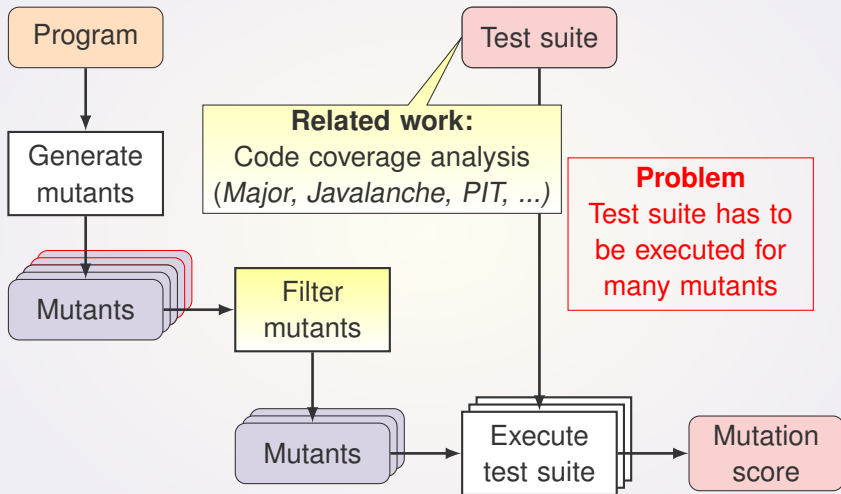 Program
Test suite
Related work:
Code coverage analysis
(Major, Javalanche, PIT, ...)
Generate
mutants
Problem
Test suite has to
be executed for
many mutants
Mutants
Filter
mutants
Mutants
Execute
test suite
Mutation
score